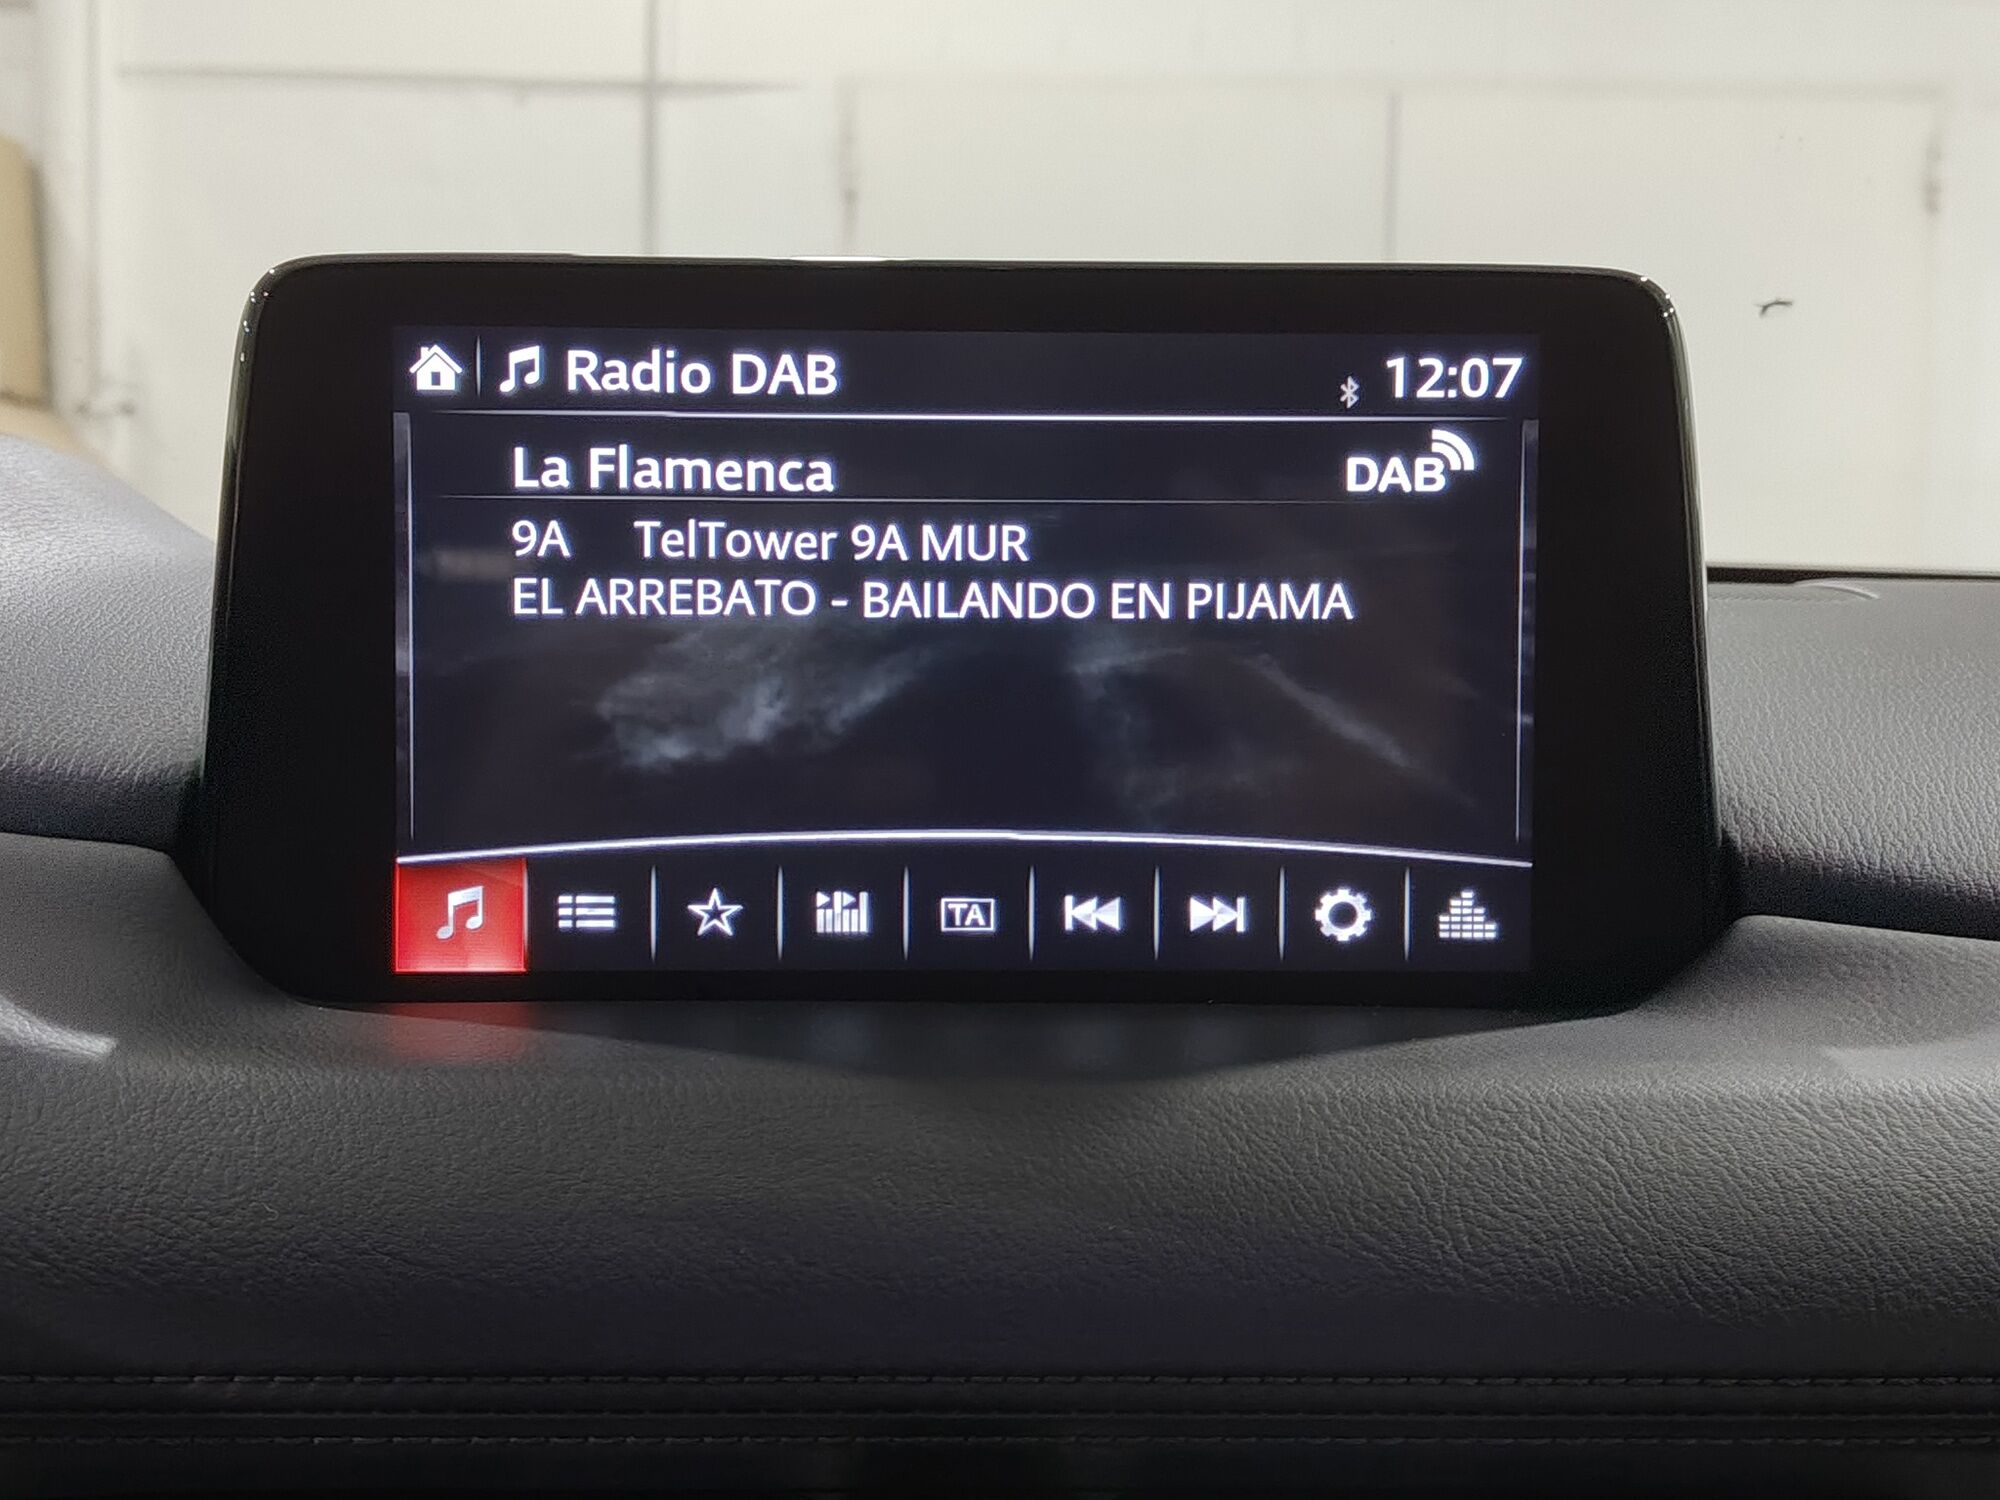 Radio DAB 12:07
La Flamenca DAB
9A TelTower 9A MUR
EL ARREBATO - BAILANDO EN PIJAMA
TA